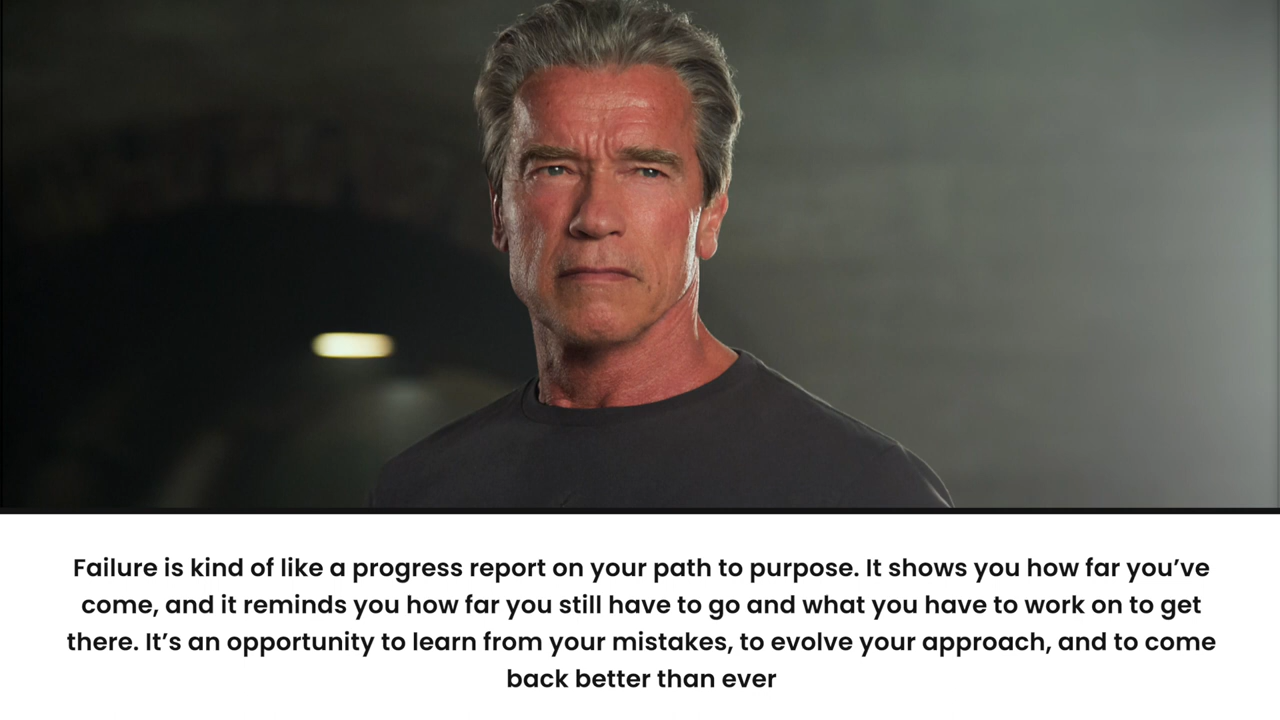 Failure is kind of like a progress report on your path to purpose. It shows you how far you’ve
come, and it reminds you how far you still have to go and what you have to work on to get
there. It’s an opportunity to learn from your mistakes, to evolve your approach, and to come
back better than ever